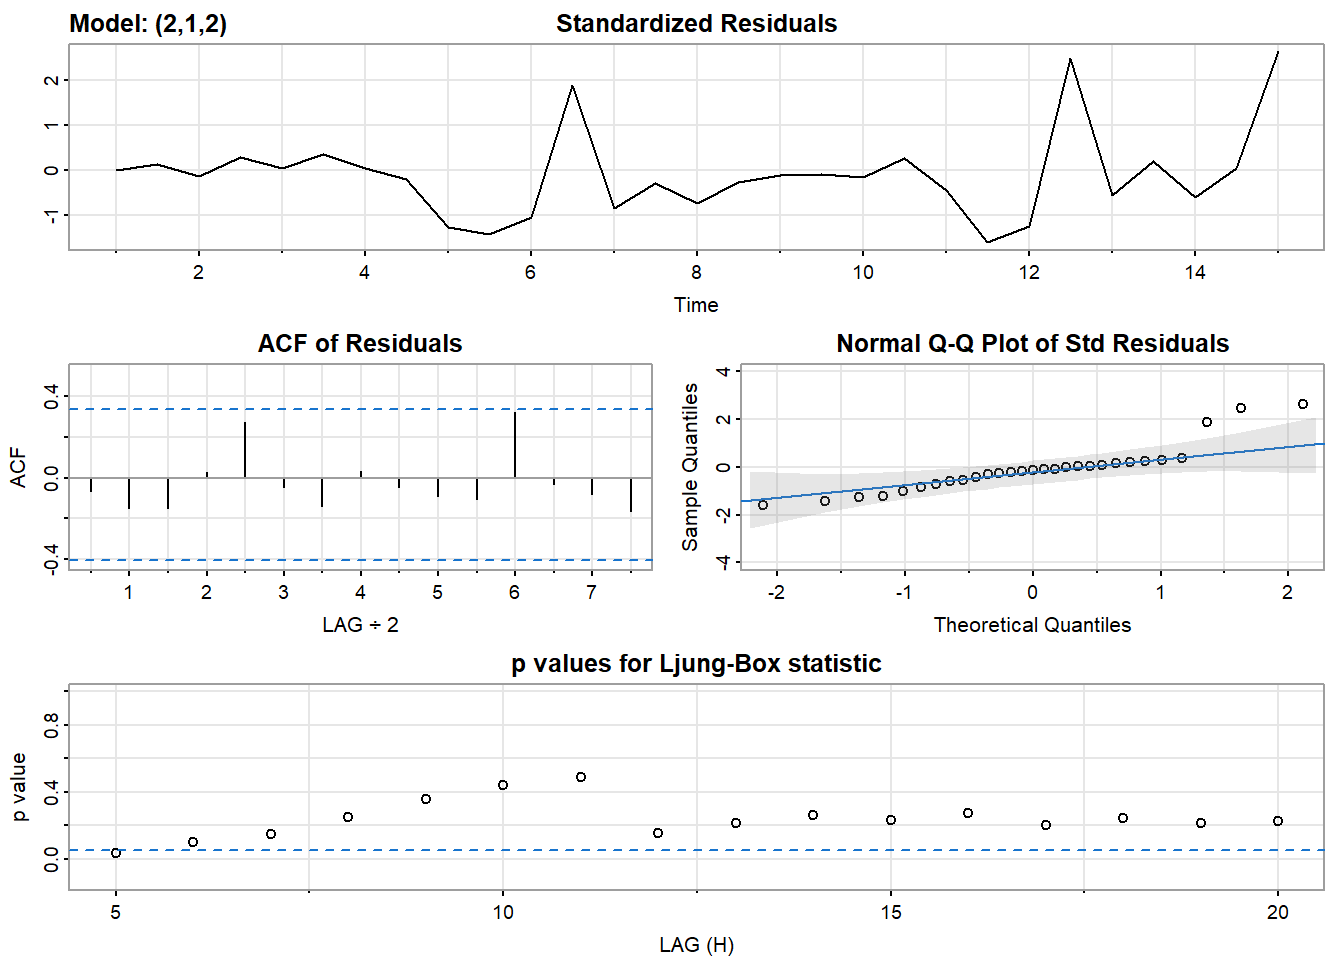 Model: (2,1,2) Standardized Residuals
2
1
0
-1
2 4 6 8 10 12 14
Time
ACF of Residuals
0.4
0.0
-0.4
ACF
1 2 3 4 5 6 7
LAG ÷ 2
Normal Q-Q Plot of Std Residuals
4
2
0
-2
-4
Sample Quantiles
-2 -1 0 1 2
Theoretical Quantiles
p values for Ljung-Box statistic
0.8
0.4
0.0
p value
5 10 15 20
LAG (H)